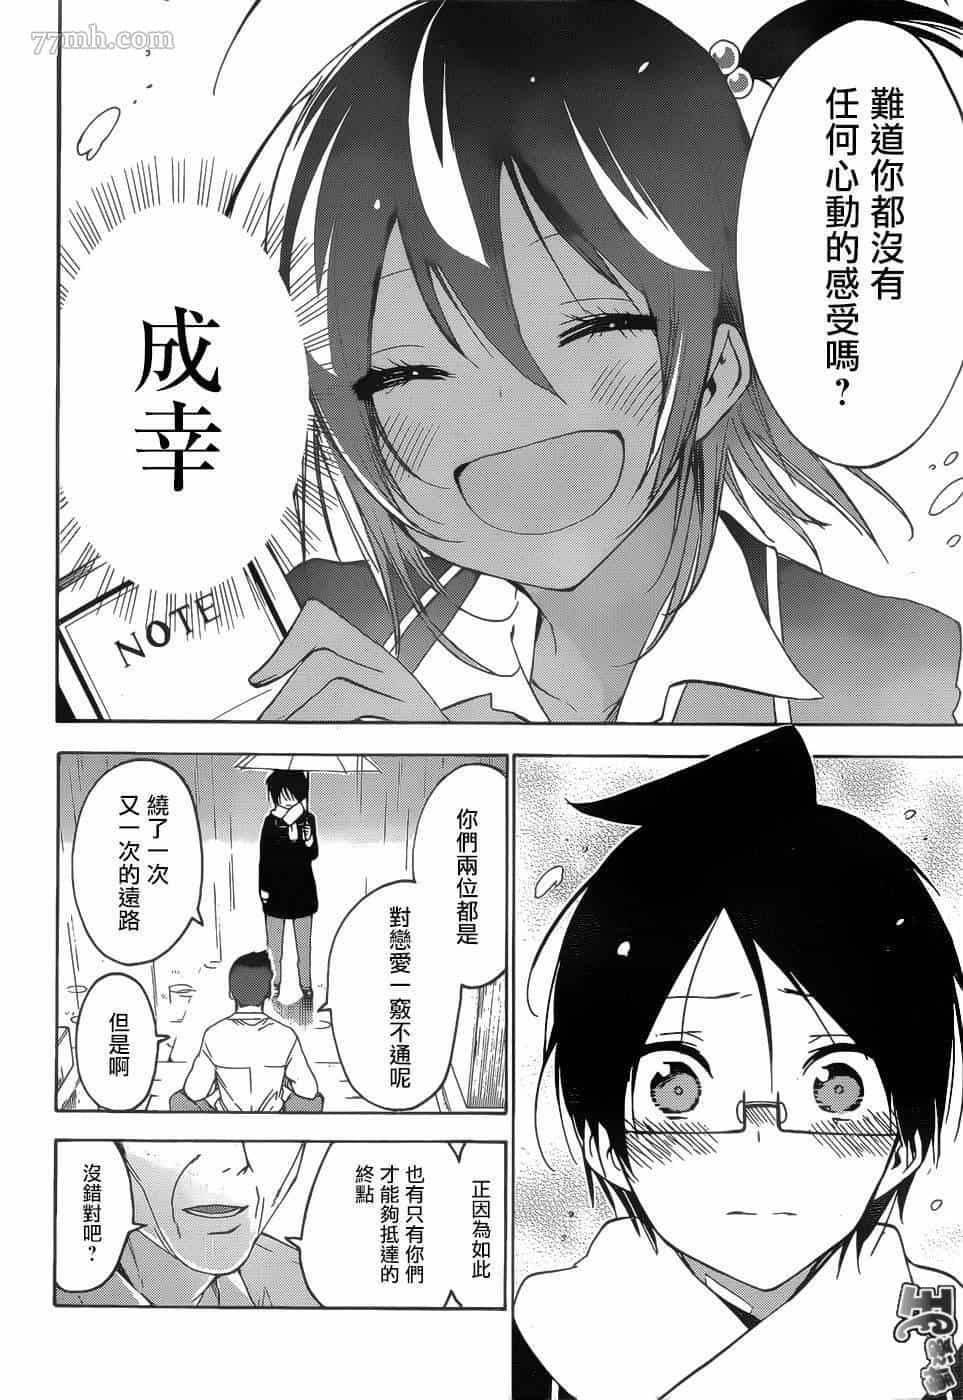 77mh.com
難道你都沒有
任何心動的感受嗎?
成幸
NOTE
你們兩位都是
對戀愛一竅不通呢
繞了一次
又一次的遠路
但是啊
正因為如此
也有只有你們
才能夠抵達的
終點
沒錯對吧?